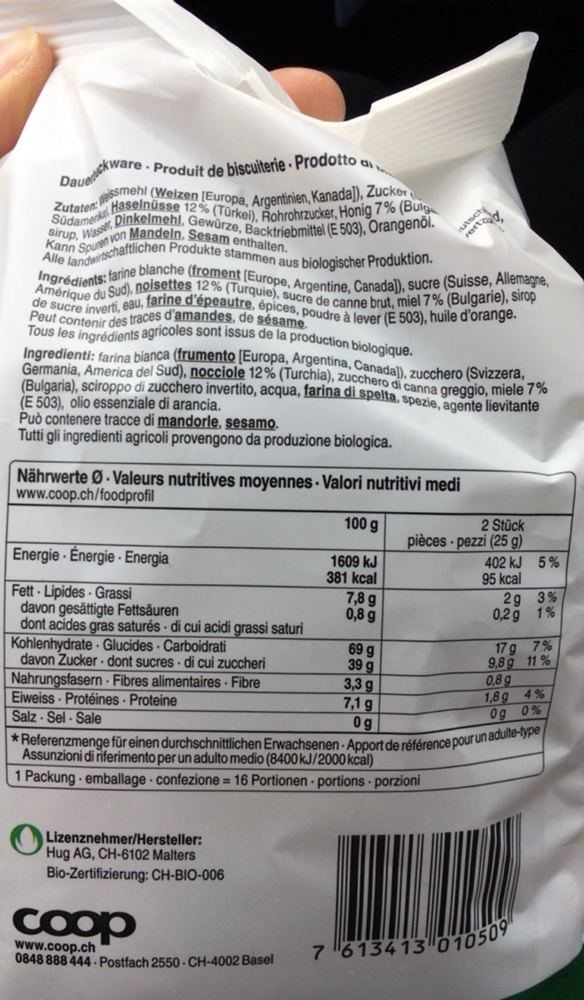 Dauerbackware · Produit de biscuiterie · Prodotto di
Zutaten: Weissmehl (Weizen [Europa, Argentinien, Kanada]), Zucker
Südamerika), Haselnüsse 12% (Türkei), Rohrohrzucker, Honig 7%
sirup, Wasser, Dinkelmehl, Gewürze, Backtriebmittel (E 503), Orangenöl.
Kann Spuren von Mandeln, Sesam enthalten.
Alle landwirtschaftlichen Produkte stammen aus biologischer Produktion.
Ingrédients: farine blanche (froment [Europe, Argentine, Canada]), sucre (Suisse, Allemagne,
Amérique du Sud), noisettes 12% (Turquie), sucre de canne brut, miel 7% (Bulgarie), sirop
de sucre inverti, eau, farine d'épeautre, épices, poudre à lever (E 503), huile d'orange.
Peut contenir des traces d'amandes, de sésame.
Tous les ingrédients agricoles sont issus de la production biologique.
Ingredienti: farina bianca (frumento [Europa, Argentina, Canada]), zucchero (Svizzera,
Germania, America del Sud), nocciole 12% (Turchia), zucchero di canna greggio, miele 7%
(Bulgaria), sciroppo di zucchero invertito, acqua, farina di spelta, spezie, agente lievitante
(E 503), olio essenziale di arancia.
Può contenere tracce di mandorle, sesamo.
Tutti gli ingredienti agricoli provengono da produzione biologica.
Nährwerte Ø · Valeurs nutritives moyennes · Valori nutritivi medi
www.coop.ch/foodprofil
100 g 2 Stück
pièces · pezzi (25 g)
Energie · Énergie · Energia 1609 kJ 402 kJ 5%
381 kcal 95 kcal
Fett · Lipides · Grassi 7,8 g 2 g 3%
davon gesättigte Fettsäuren 0,8 g 0,2 g 1%
dont acides gras saturés · di cui acidi grassi saturi
Kohlenhydrate · Glucides · Carboidrati 69 g 17 g 7%
davon Zucker · dont sucres · di cui zuccheri 39 g 9,8 g 11%
Nahrungsfasern · Fibres alimentaires · Fibre 3,3 g 0,8 g
Eiweiss · Protéines · Proteine 7,1 g 1,8 g 4%
Salz · Sel · Sale 0 g 0 g 0%
* Referenzmenge für einen durchschnittlichen Erwachsenen · Apport de référence pour un adulte-type
Assunzioni di riferimento per un adulto medio (8400 kJ/2000 kcal)
1 Packung · emballage · confezione = 16 Portionen · portions · porzioni
Lizenznehmer/Hersteller:
Hug AG, CH-6102 Malters
Bio-Zertifizierung: CH-BIO-006
coop
www.coop.ch
0848 888 444 · Postfach 2550 · CH-4002 Basel
7 613413 010509